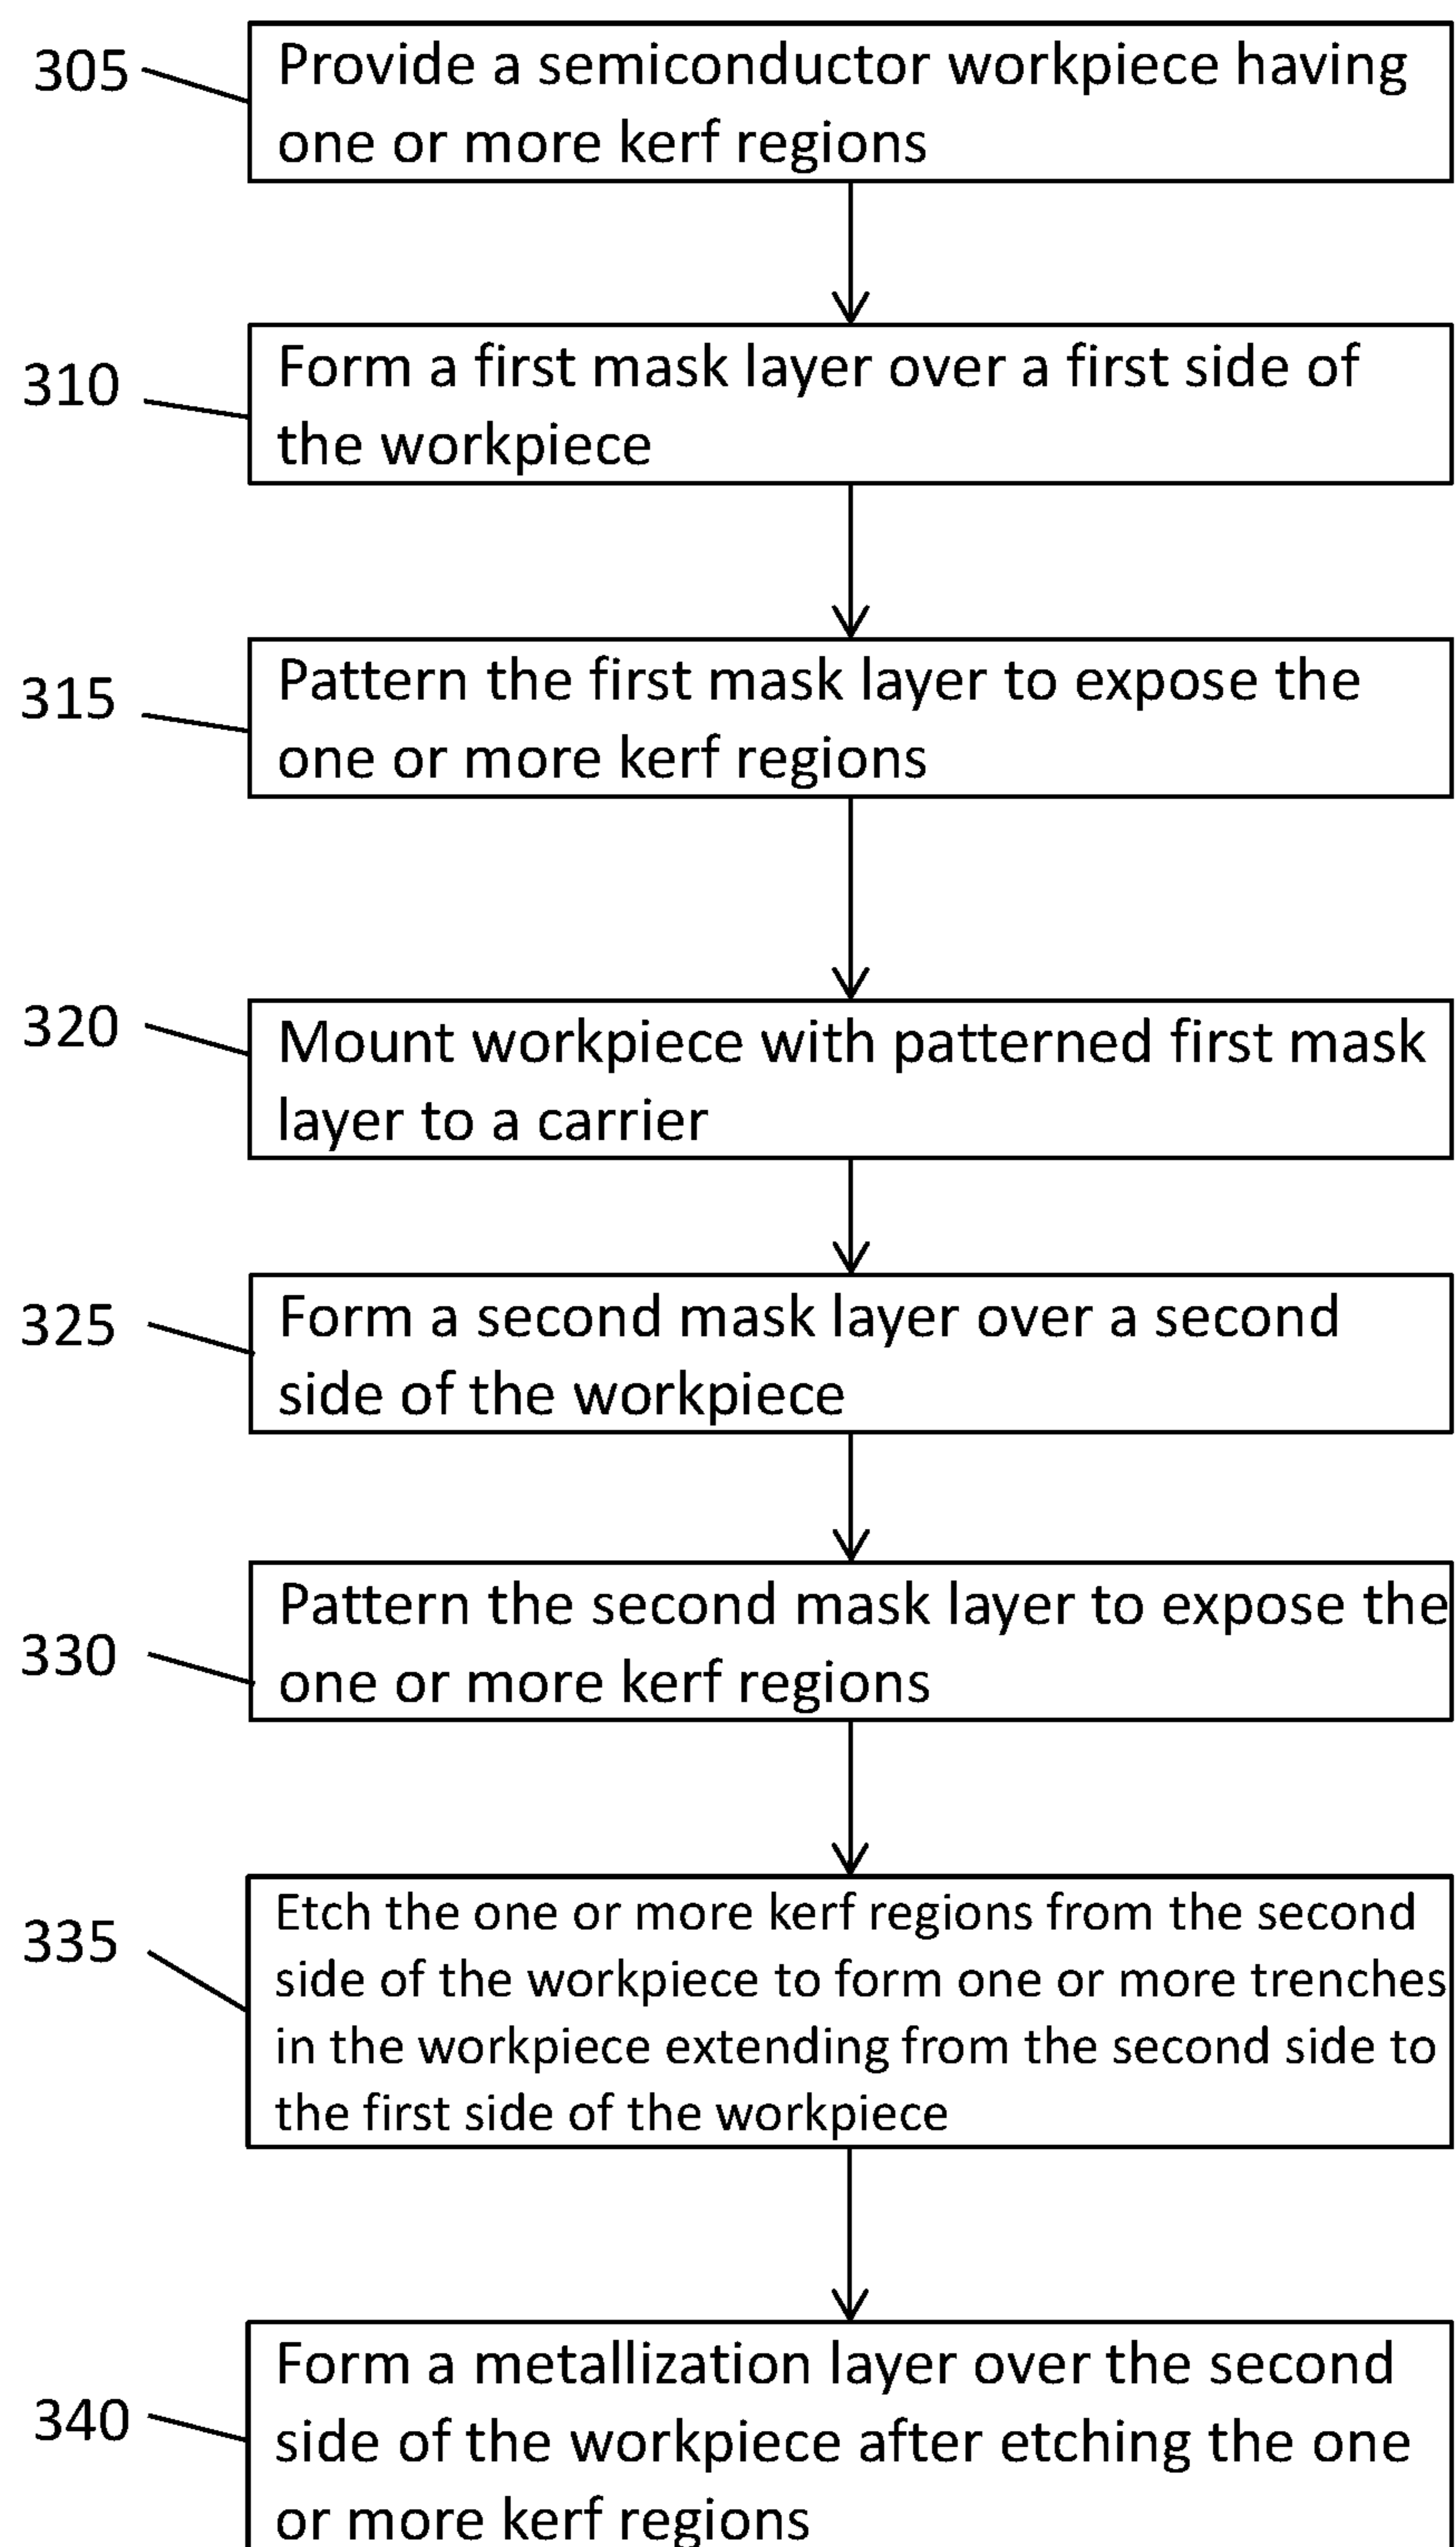 305
Provide a semiconductor workpiece having
one or more kerf regions
310
Form a first mask layer over a first side of
the workpiece
315
Pattern the first mask layer to expose the
one or more kerf regions
320
Mount workpiece with patterned first mask
layer to a carrier
325
Form a second mask layer over a second
side of the workpiece
330
Pattern the second mask layer to expose the
one or more kerf regions
335
Etch the one or more kerf regions from the second
side of the workpiece to form one or more trenches
in the workpiece extending from the second side to
the first side of the workpiece
340
Form a metallization layer over the second
side of the workpiece after etching the one
or more kerf regions